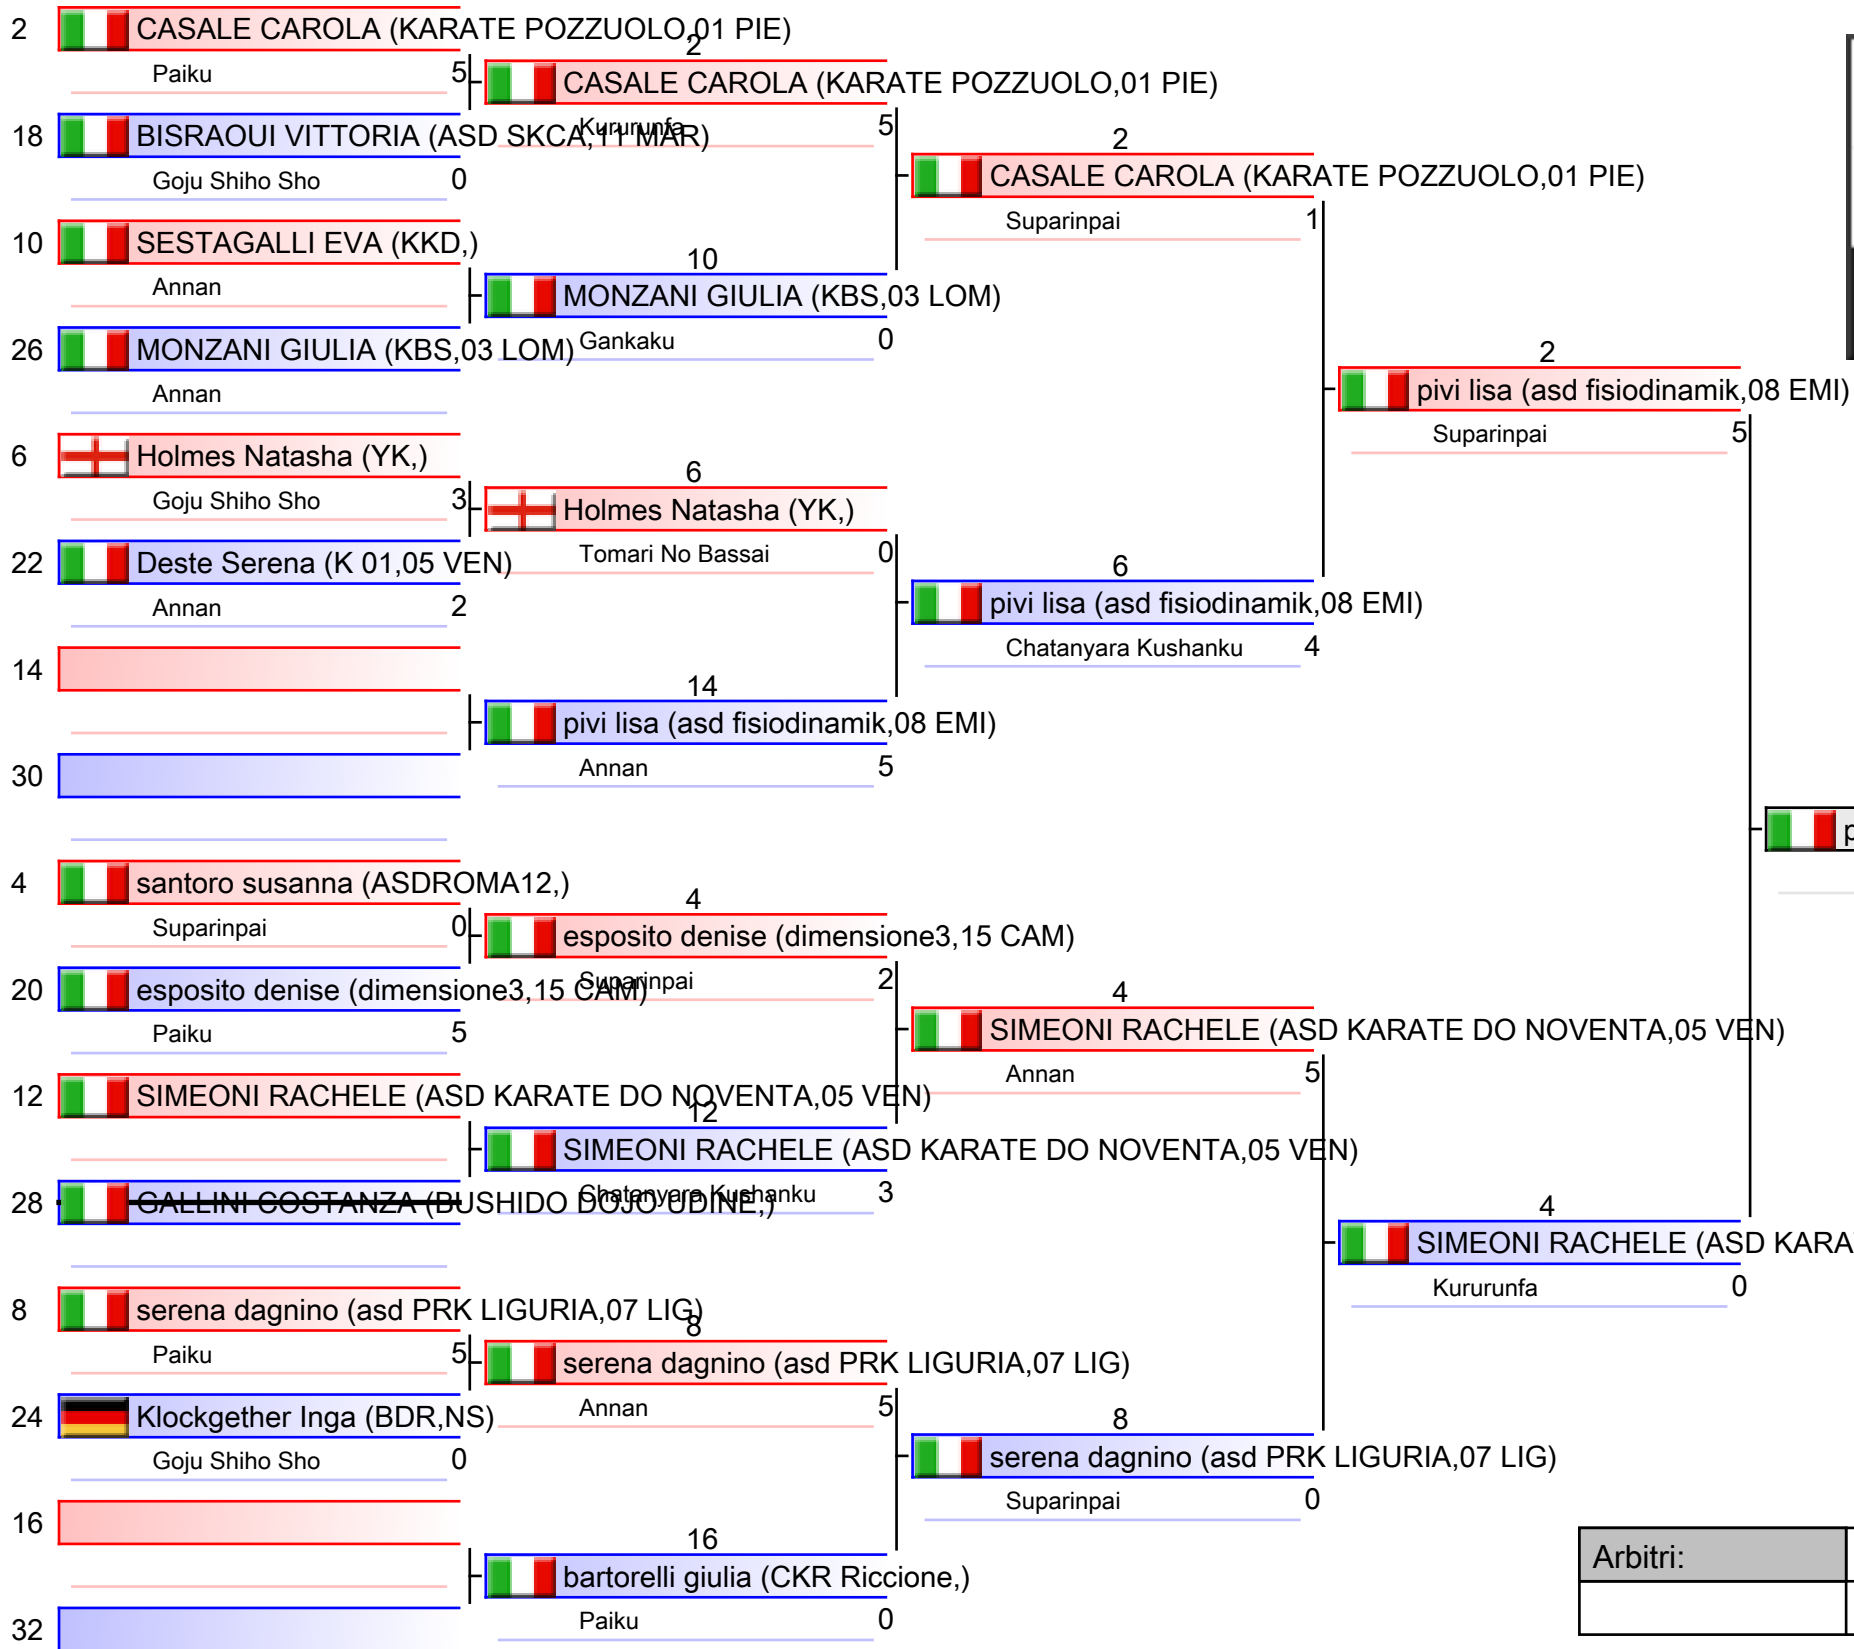 2 CASALE CAROLA (KARATE POZZUOLO,01 PIE)
Paiku 5
18 BISRAOUI VITTORIA (ASD SKCA,11 MAR)
Goju Shiho Sho 0
10 SESTAGALLI EVA (KKD,)
Annan
26 MONZANI GIULIA (KBS,03 LOM)
Annan
6 Holmes Natasha (YK,)
Goju Shiho Sho 3
22 Deste Serena (K 01,05 VEN)
Annan 2
14
30
4 santoro susanna (ASDROMA12,)
Suparinpai 0
20 esposito denise (dimensione3,15 CAM)
Paiku 5
12 SIMEONI RACHELE (ASD KARATE DO NOVENTA,05 VEN)
28 GALLINI COSTANZA (BUSHIDO DOJO UDINE,)
8 serena dagnino (asd PRK LIGURIA,07 LIG)
Paiku 5
24 Klockgether Inga (BDR,NS)
Goju Shiho Sho 0
16
32
2
CASALE CAROLA (KARATE POZZUOLO,01 PIE)
Kururunfa 5
10
MONZANI GIULIA (KBS,03 LOM)
Gankaku 0
6
Holmes Natasha (YK,)
Tomari No Bassai 0
14
pivi lisa (asd fisiodinamik,08 EMI)
Annan 5
4
esposito denise (dimensione3,15 CAM)
Suparinpai 2
12
SIMEONI RACHELE (ASD KARATE DO NOVENTA,05 VEN)
Chatanyara Kushanku 3
8
serena dagnino (asd PRK LIGURIA,07 LIG)
Annan 5
16
bartorelli giulia (CKR Riccione,)
Paiku 0
2
CASALE CAROLA (KARATE POZZUOLO,01 PIE)
Suparinpai 1
6
pivi lisa (asd fisiodinamik,08 EMI)
Chatanyara Kushanku 4
4
SIMEONI RACHELE (ASD KARATE DO NOVENTA,05 VEN)
Annan 5
8
serena dagnino (asd PRK LIGURIA,07 LIG)
Suparinpai 0
2
pivi lisa (asd fisiodinamik,08 EMI)
Suparinpai 5
4
SIMEONI RACHELE (ASD
Kururunfa 0
Arbitri: